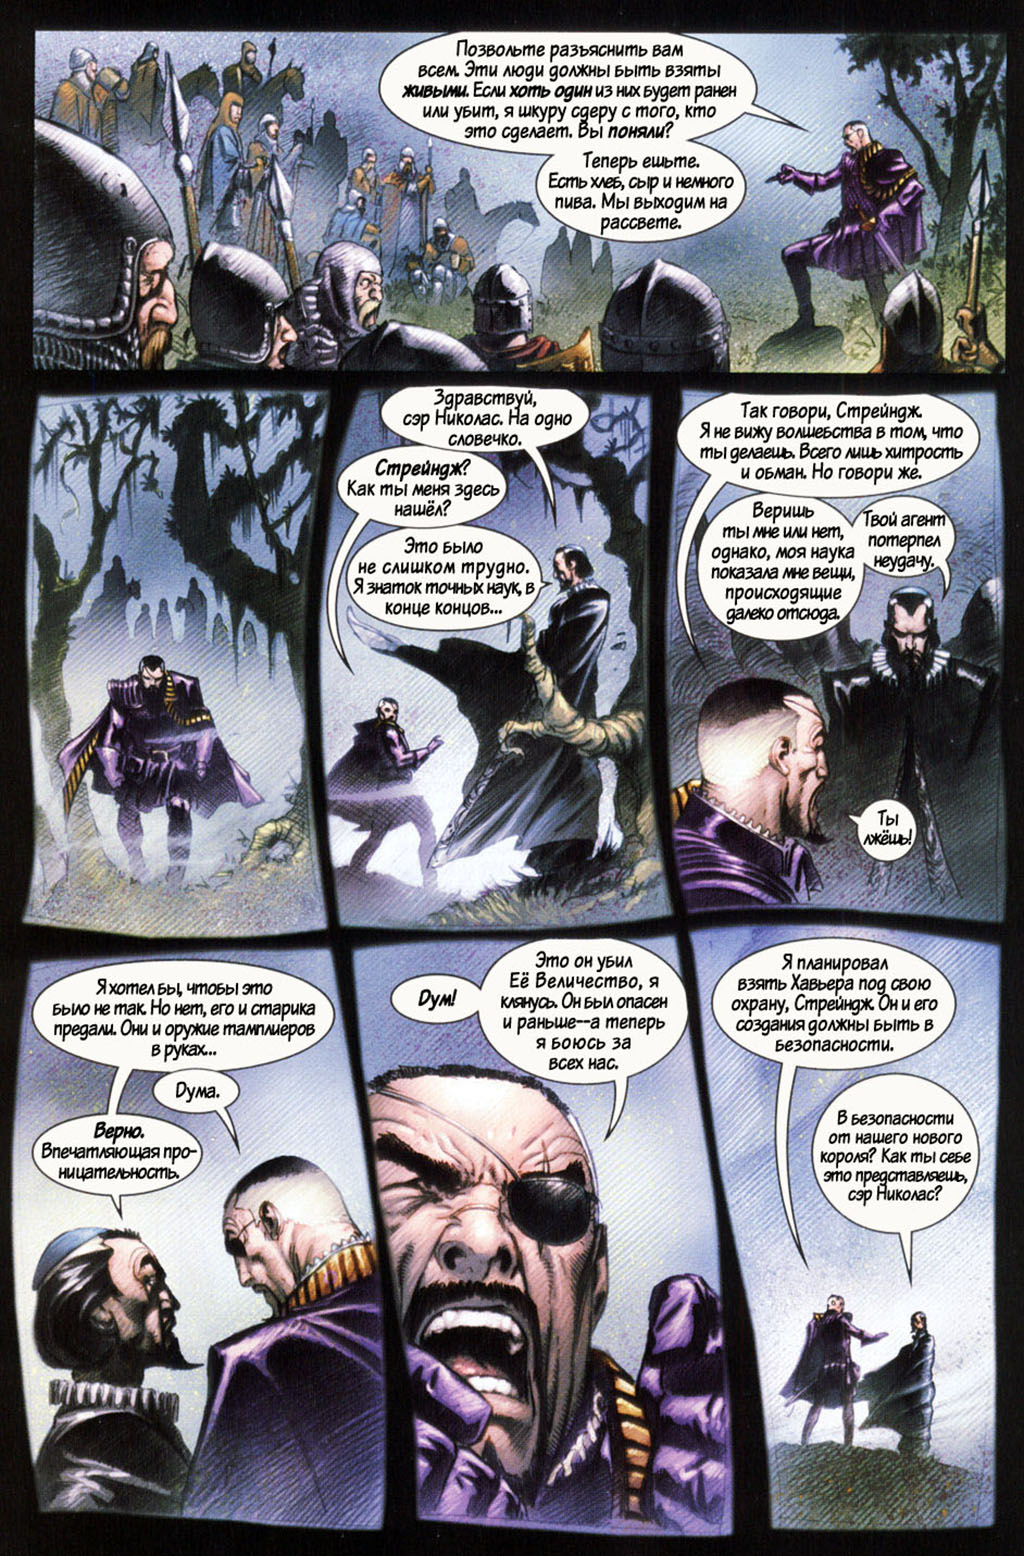 Позвольте разъяснить вам
всем. Эти люди должны быть взяты
живыми. Если хоть один из них будет ранен
или убит, я шкуру сдеру с того, кто
это сделает. Вы поняли?
Теперь ешьте.
Есть хлеб, сыр и немного
пива. Мы выходим на
рассвете.
Здравствуй,
сэр Николас. На одно
словечко.
Стрейндж?
Как ты меня здесь
нашёл?
Это было
не слишком трудно.
Я знаток точных наук, в
конце концов...
Так говори, Стрейндж.
Я не вижу волшебства в том, что
ты делаешь. Всего лишь хитрость
и обман. Но говори же.
Веришь
ты мне или нет,
однако, моя наука
показала мне вещи,
происходящие
далеко отсюда.
Твой агент
потерпел
неудачу.
Ты
лжёшь!
Я хотел бы, чтобы это
было не так. Но нет, его и старика
предали. Они и оружие тамплиеров
в руках...
Дума.
Верно.
Впечатляющая про-
ницательность.
Дум!
Это он убил
Её Величество, я
клянусь. Он был опасен
и раньше--а теперь
я боюсь за
всех нас.
Я планировал
взять Хавьера под свою
охрану, Стрейндж. Он и его
создания должны быть в
безопасности.
В безопасности
от нашего нового
короля? Как ты себе
это представляешь,
сэр Николас?